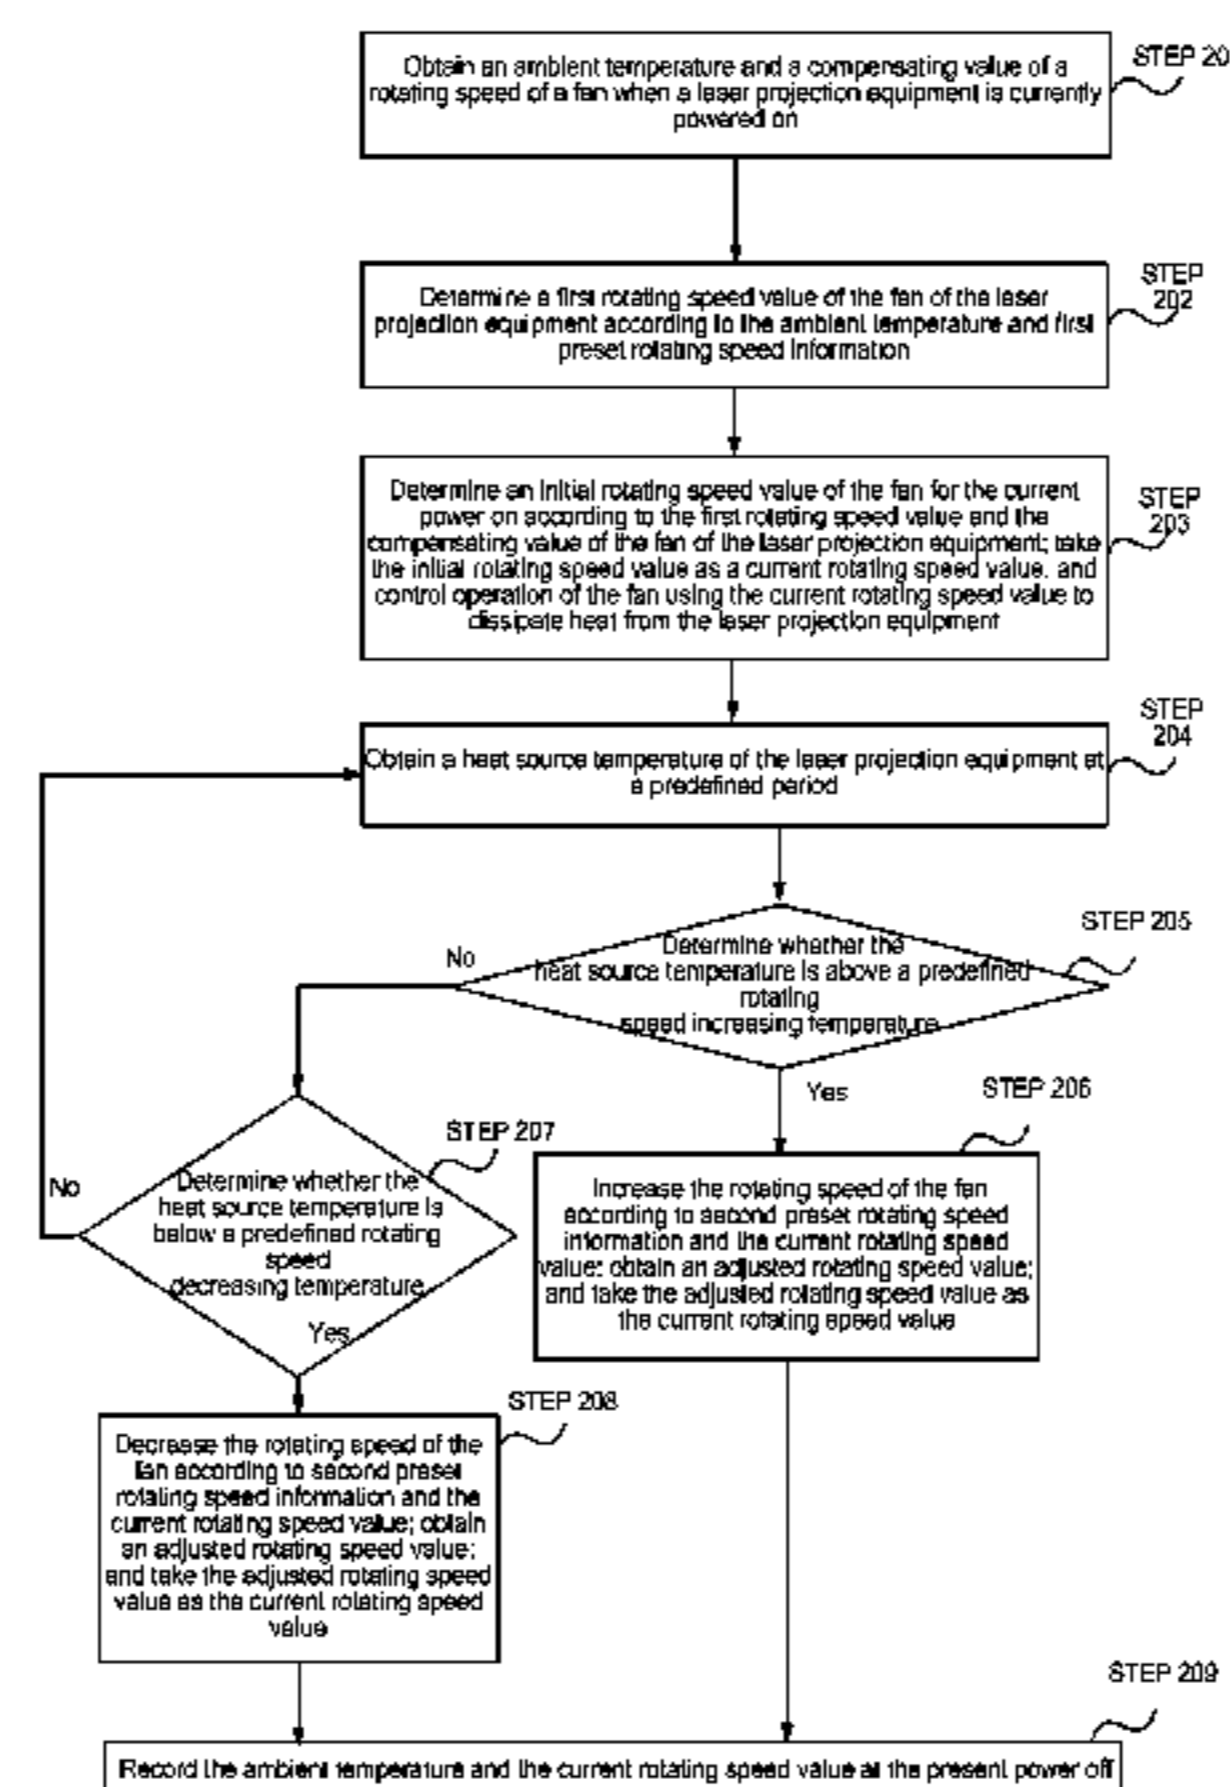 Obtain an ambient temperature and a compensating value of a
rotating speed of a fan when a laser projection equipment is currently
powered on
STEP 20
Determine a first rotating speed value of the fan of the laser
projection equipment according to the ambient temperature and first
preset rotating speed information
STEP
202
Determine an initial rotating speed value of the fan for the current
power on according to the first rotating speed value and the
compensating value of the fan of the laser projection equipment; take
the initial rotating speed value as a current rotating speed value, and
control operation of the fan using the current rotating speed value to
dissipate heat from the laser projection equipment
STEP
203
Obtain a heat source temperature of the laser projection equipment at
a predefined period
STEP
204
Determine whether the
heat source temperature is above a predefined
rotating
speed increasing temperature
STEP 205
No
Yes
STEP 206
Increase the rotating speed of the fan
according to second preset rotating speed
information and the current rotating speed
value; obtain an adjusted rotating speed value;
and take the adjusted rotating speed value as
the current rotating speed value
STEP 207
Determine whether the
heat source temperature is
below a predefined rotating
speed
decreasing temperature
No
Yes
STEP 208
Decrease the rotating speed of the
fan according to second preset
rotating speed information and the
current rotating speed value; obtain
an adjusted rotating speed value;
and take the adjusted rotating speed
value as the current rotating speed
value
STEP 209
Record the ambient temperature and the current rotating speed value at the present power off